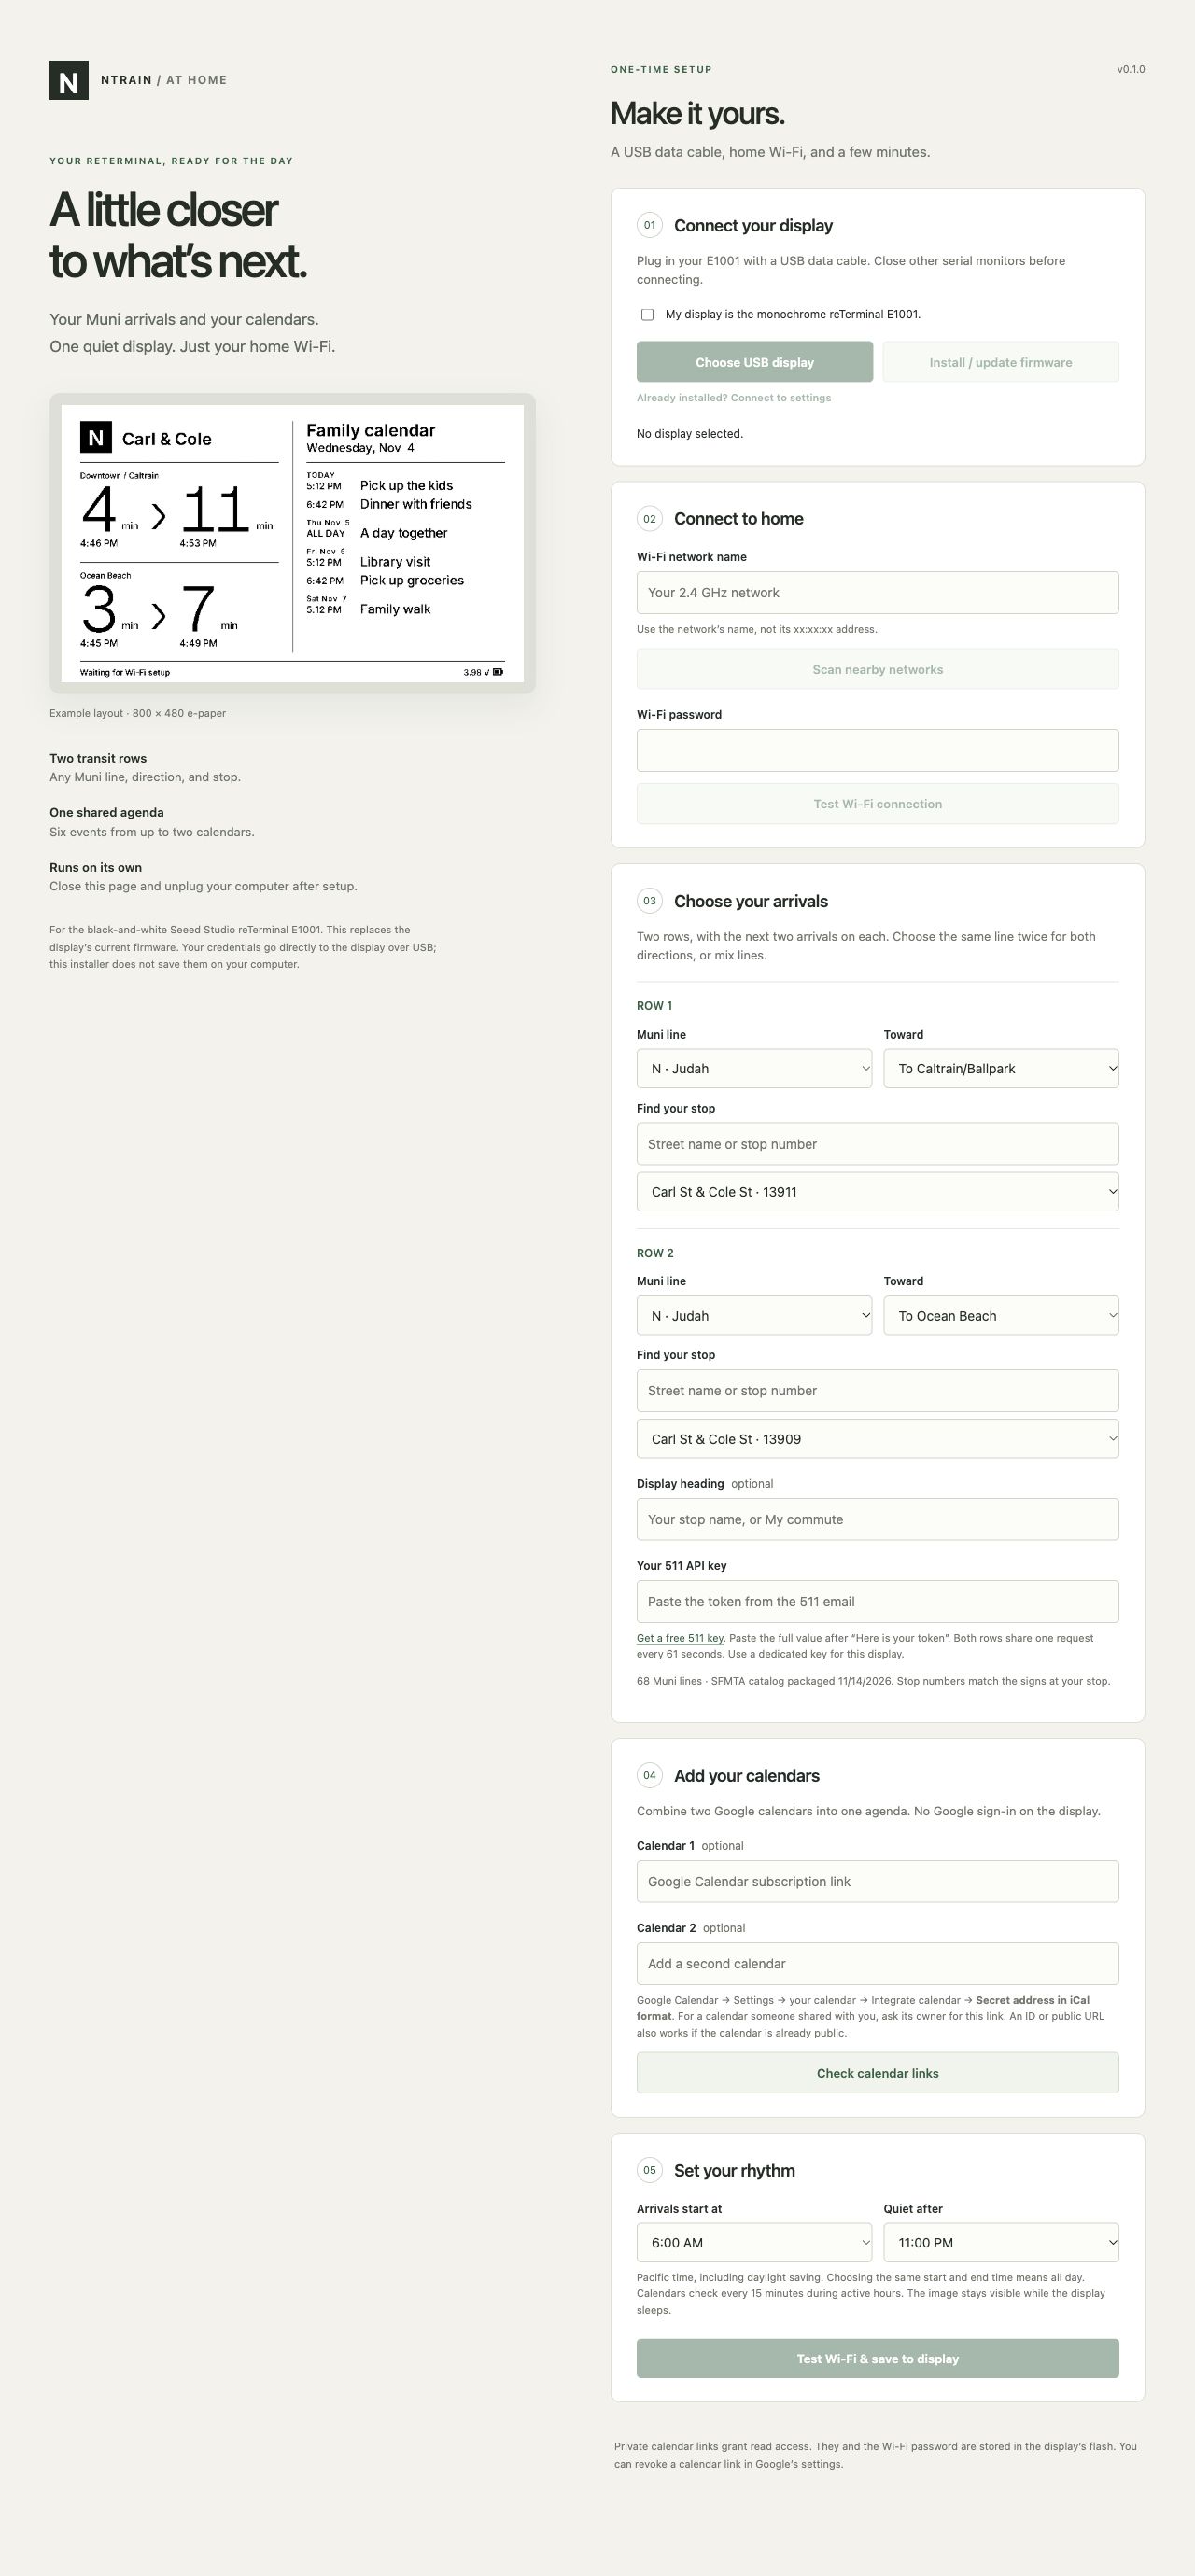 N
NTRAIN / AT HOME
YOUR RETERMINAL, READY FOR THE DAY
A little closer
to what's next.
Your Muni arrivals and your calendars.
One quiet display. Just your home Wi-Fi.
N Carl & Cole
Downtown / Caltrain
4 min > 11 min
4:46 PM 4:53 PM
Ocean Beach
3 min > 7 min
4:45 PM 4:49 PM
Family calendar
Wednesday, Nov 4
TODAY
5:12 PM Pick up the kids
6:42 PM Dinner with friends
Thu Nov 5
ALL DAY A day together
Fri Nov 6
5:12 PM Library visit
6:42 PM Pick up groceries
Sat Nov 7
5:12 PM Family walk
Waiting for Wi-Fi setup 3.98 V
Example layout · 800 × 480 e-paper
Two transit rows
Any Muni line, direction, and stop.
One shared agenda
Six events from up to two calendars.
Runs on its own
Close this page and unplug your computer after setup.
For the black-and-white Seeed Studio reTerminal E1001. This replaces the
display's current firmware. Your credentials go directly to the display over USB;
this installer does not save them on your computer.
ONE-TIME SETUP v0.1.0
Make it yours.
A USB data cable, home Wi-Fi, and a few minutes.
01 Connect your display
Plug in your E1001 with a USB data cable. Close other serial monitors before
connecting.
My display is the monochrome reTerminal E1001.
Choose USB display Install / update firmware
Already installed? Connect to settings
No display selected.
02 Connect to home
Wi-Fi network name
Your 2.4 GHz network
Use the network's name, not its xx:xx:xx address.
Scan nearby networks
Wi-Fi password
Test Wi-Fi connection
03 Choose your arrivals
Two rows, with the next two arrivals on each. Choose the same line twice for both
directions, or mix lines.
ROW 1
Muni line Toward
N · Judah To Caltrain/Ballpark
Find your stop
Street name or stop number
Carl St & Cole St · 13911
ROW 2
Muni line Toward
N · Judah To Ocean Beach
Find your stop
Street name or stop number
Carl St & Cole St · 13909
Display heading optional
Your stop name, or My commute
Your 511 API key
Paste the token from the 511 email
Get a free 511 key. Paste the full value after “Here is your token”. Both rows share one request
every 61 seconds. Use a dedicated key for this display.
68 Muni lines · SFMTA catalog packaged 11/14/2026. Stop numbers match the signs at your stop.
04 Add your calendars
Combine two Google calendars into one agenda. No Google sign-in on the display.
Calendar 1 optional
Google Calendar subscription link
Calendar 2 optional
Add a second calendar
Google Calendar → Settings → your calendar → Integrate calendar → Secret address in iCal
format. For a calendar someone shared with you, ask its owner for this link. An ID or public URL
also works if the calendar is already public.
Check calendar links
05 Set your rhythm
Arrivals start at Quiet after
6:00 AM 11:00 PM
Pacific time, including daylight saving. Choosing the same start and end time means all day.
Calendars check every 15 minutes during active hours. The image stays visible while the display
sleeps.
Test Wi-Fi & save to display
Private calendar links grant read access. They and the Wi-Fi password are stored in the display's flash. You
can revoke a calendar link in Google's settings.